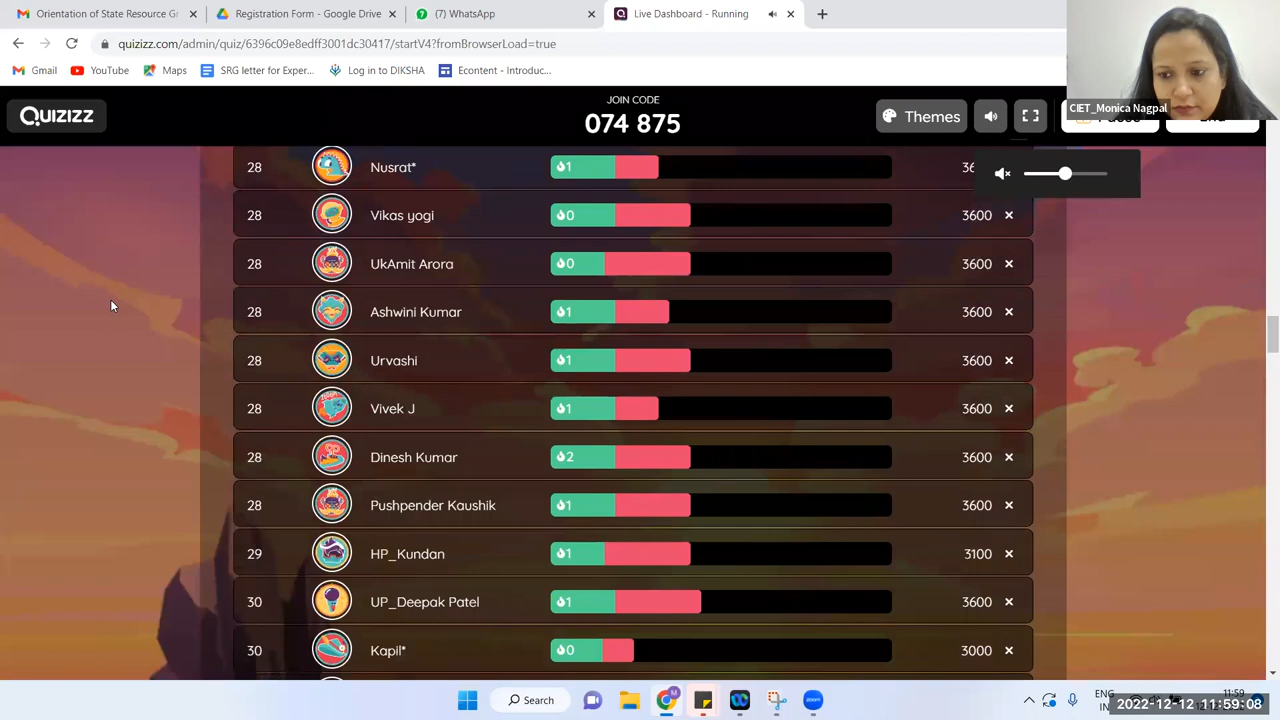 Orientation of State Resource Gr
Registration Form - Google Drive
(7) WhatsApp
Live Dashboard - Running
quizizz.com/admin/quiz/6396c09e8edff3001dc30417/startV4?fromBrowserLoad=true
Gmail
YouTube
Maps
SRG letter for Exper...
Log in to DIKSHA
Econtent - Introduc...
CIET_Monica Nagpal
Quizizz
JOIN CODE
074 875
Themes
28 Nusrat* 1
28 Vikas yogi 0 3600
28 UkAmit Arora 0 3600
28 Ashwini Kumar 1 3600
28 Urvashi 1 3600
28 Vivek J 1 3600
28 Dinesh Kumar 2 3600
28 Pushpender Kaushik 1 3600
29 HP_Kundan 1 3100
30 UP_Deepak Patel 1 3600
30 Kapil* 0 3000
Search
ENG
11:59
2022-12-12 11:59:08